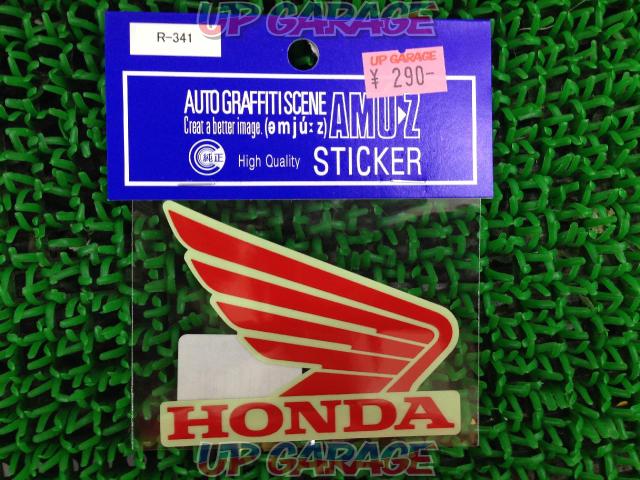 UP GARAGE
R-341
UP GARAGE
¥ 290-
AUTO GRAFFITI SCENE
Creat a better image. (əmjú:z)
AMU▶Z
純正
High Quality
STICKER
HONDA
UP GARAGE